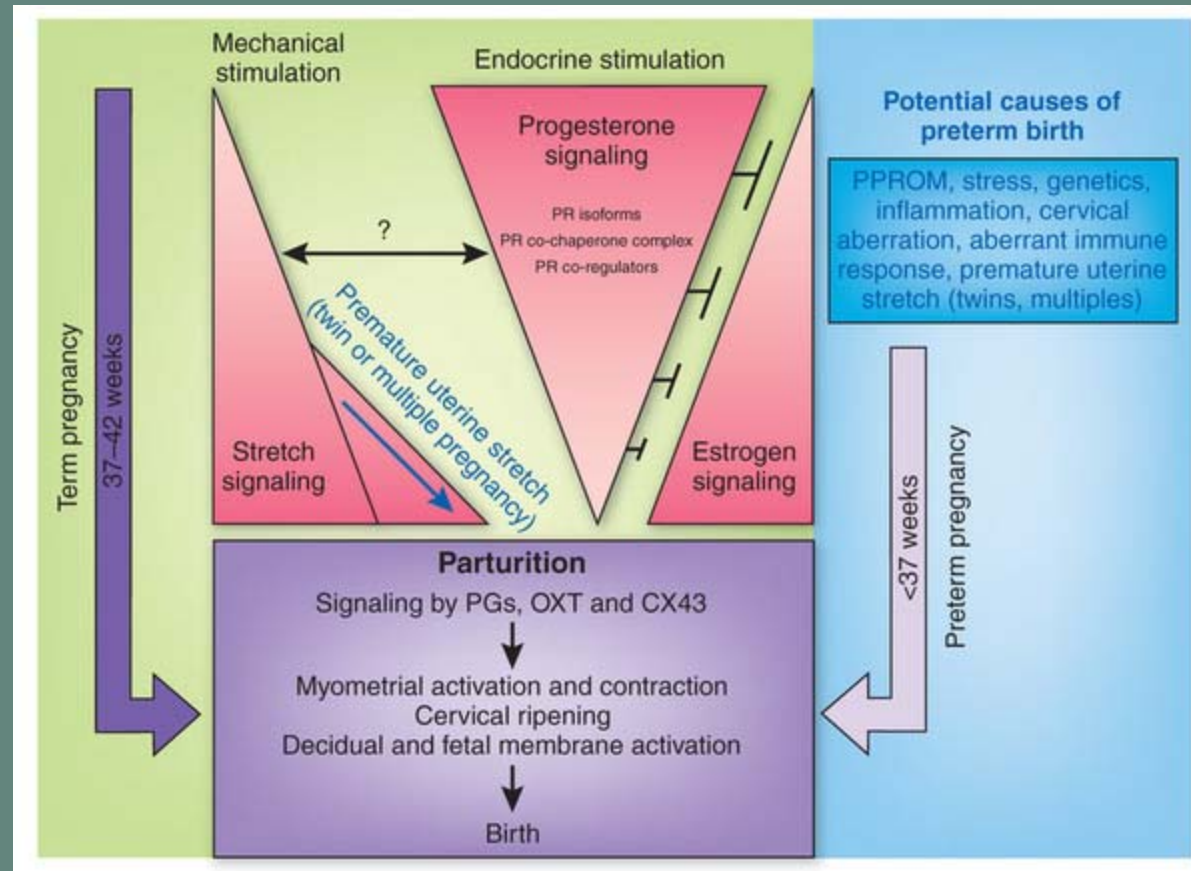 Mechanical
stimulation
Endocrine stimulation
Progesterone
signaling
PR isoforms
PR co-chaperone complex
PR co-regulators
?
Premature uterine stretch
(twin or multiple pregnancy)
Stretch
signaling
Estrogen
signaling
Term pregnancy
37–42 weeks
Potential causes of
preterm birth
PPROM, stress, genetics,
inflammation, cervical
aberration, aberrant immune
response, premature uterine
stretch (twins, multiples)
<37 weeks
Preterm pregnancy
Parturition
Signaling by PGs, OXT and CX43
Myometrial activation and contraction
Cervical ripening
Decidual and fetal membrane activation
Birth